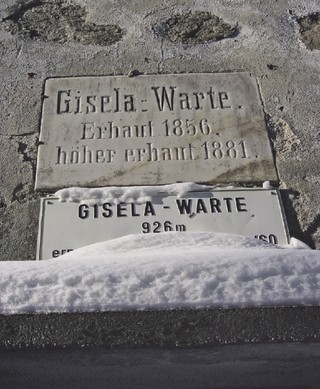 Gisela-Warte.
Erbaut 1856.
höher erbaut 1881.
GISELA-WARTE
926m